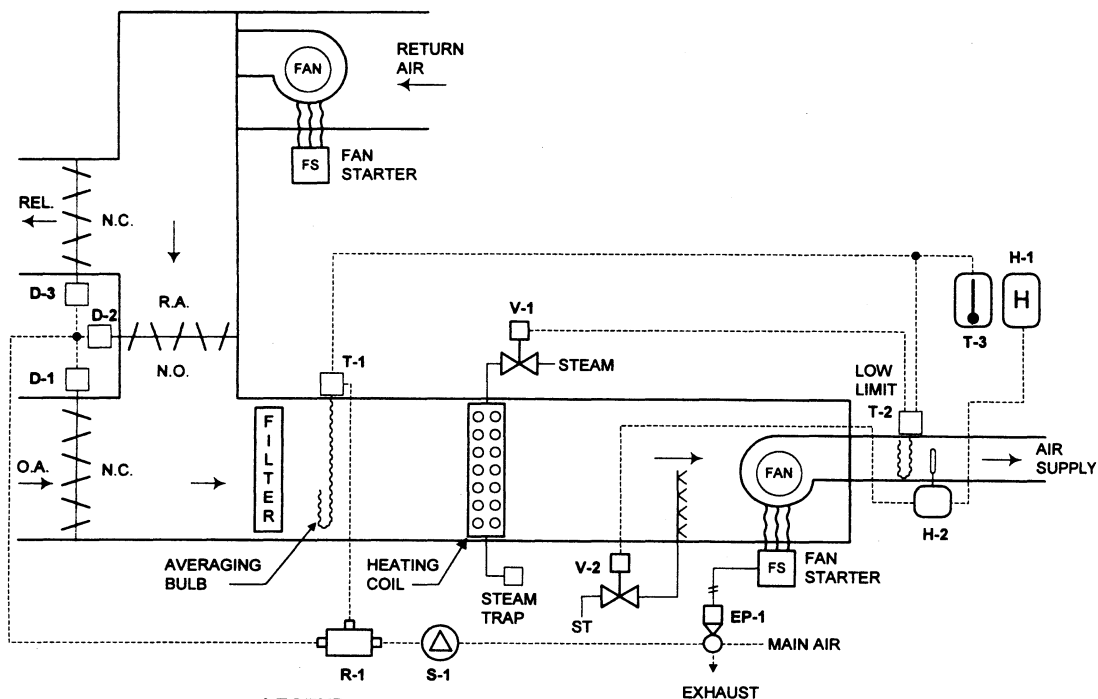 FAN
RETURN
AIR
FS
FAN
STARTER
REL.
N.C.
D-3
D-2
R.A.
N.O.
D-1
H-1
H
T-3
V-1
STEAM
T-1
LOW
LIMIT
T-2
O.A.
N.C.
FILTER
FAN
AIR
SUPPLY
H-2
AVERAGING
BULB
HEATING
COIL
STEAM
TRAP
V-2
ST
FS
FAN
STARTER
EP-1
MAIN AIR
R-1
S-1
EXHAUST